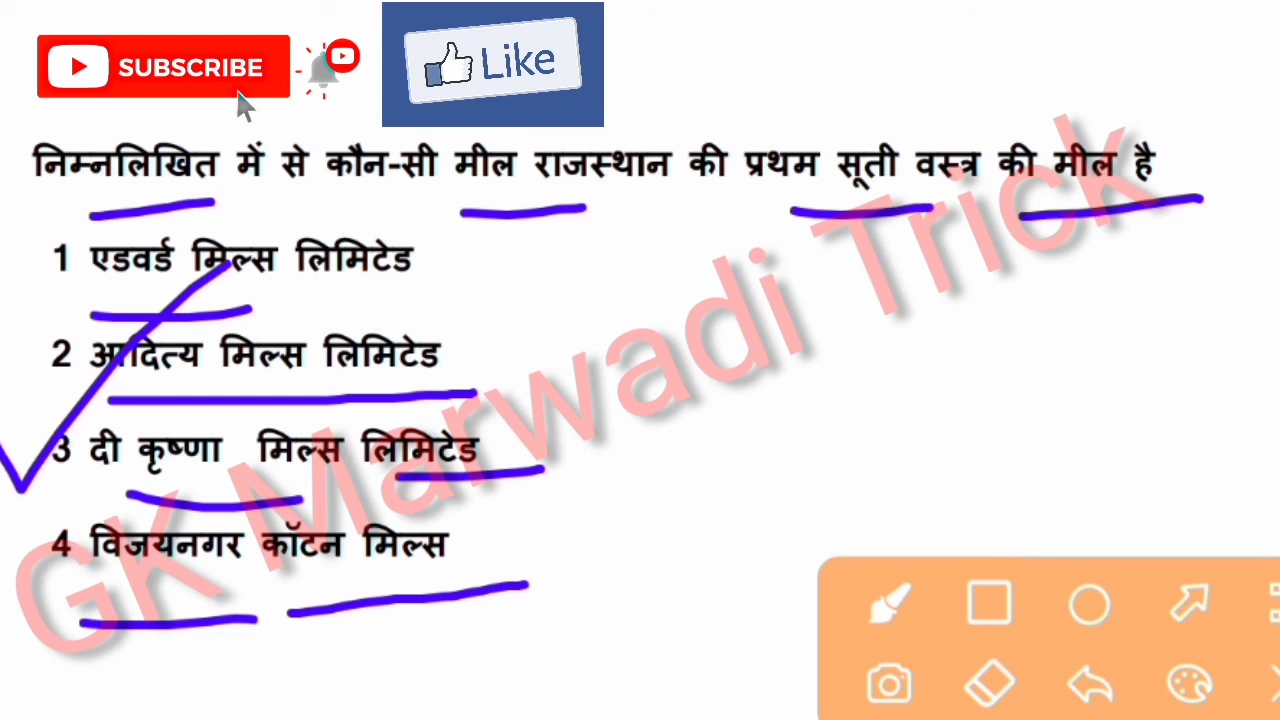 SUBSCRIBE
Like
निम्नलिखित में से कौन-सी मील राजस्थान की प्रथम सूती वस्त्र की मील है
1 एडवर्ड मिल्स लिमिटेड
2 आदित्य मिल्स लिमिटेड
3 दी कृष्णा मिल्स लिमिटेड
4 विजयनगर कॉटन मिल्स
GK Marwadi Trick